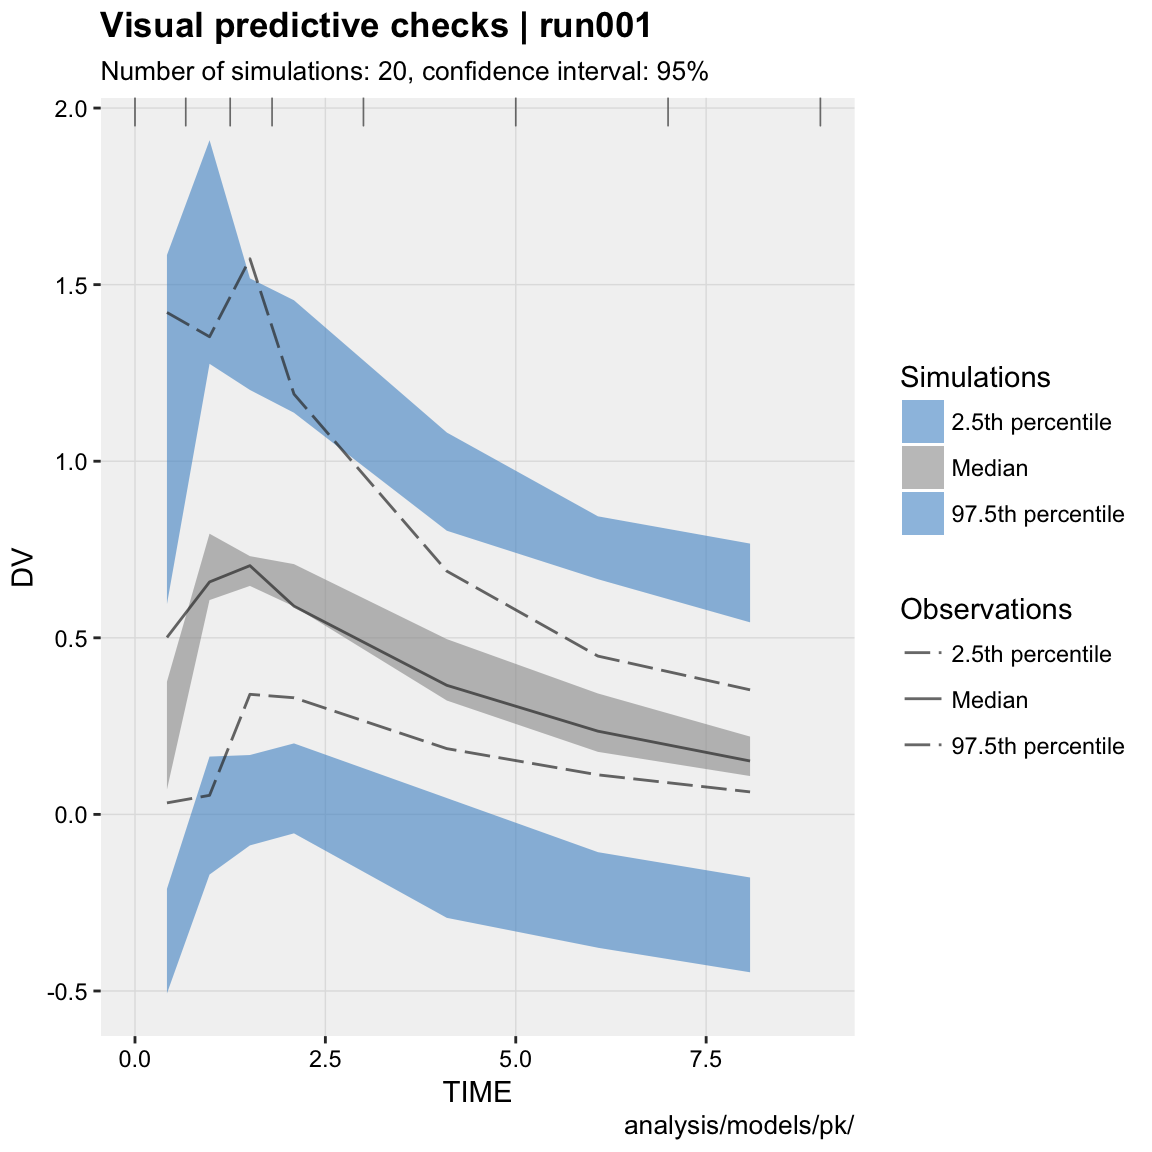 Visual predictive checks | run001
Number of simulations: 20, confidence interval: 95%
2.0
1.5
1.0
0.5
0.0
-0.5
DV
0.0 2.5 5.0 7.5
TIME
analysis/models/pk/
Simulations
2.5th percentile
Median
97.5th percentile
Observations
2.5th percentile
Median
97.5th percentile